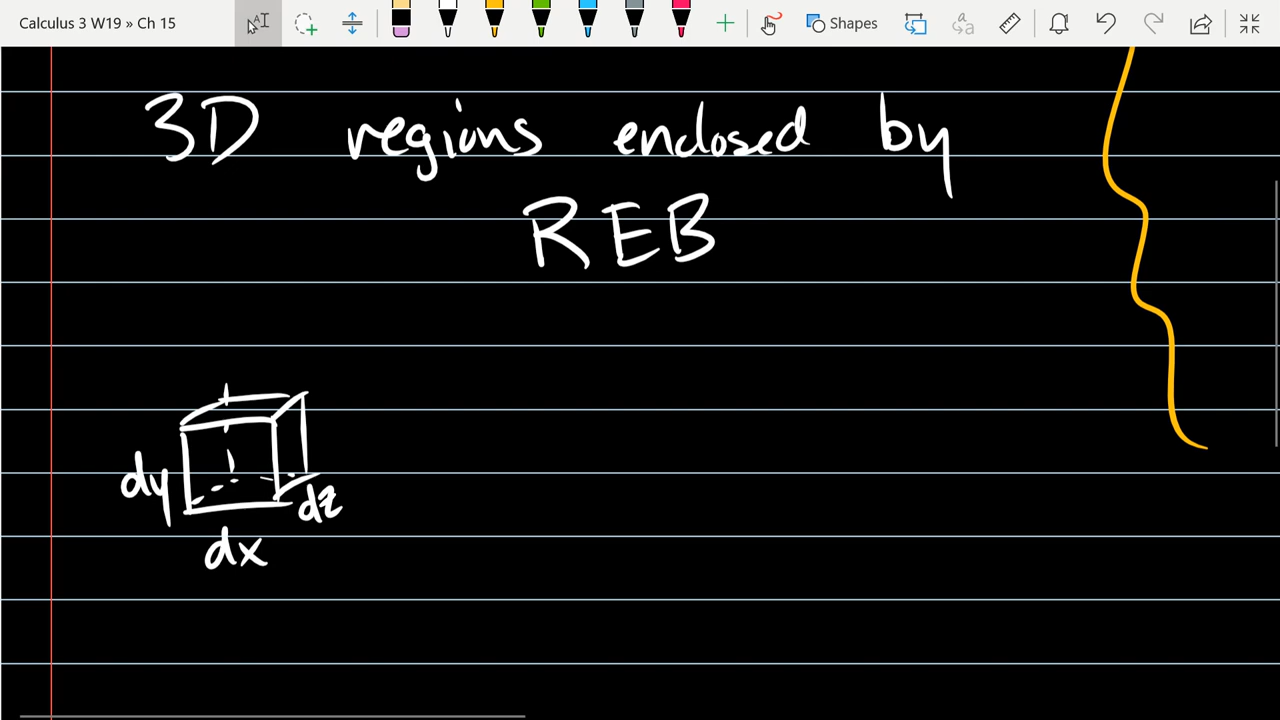 Calculus 3 W19 » Ch 15
Shapes
3D regions enclosed by
REB
dy
dz
dx